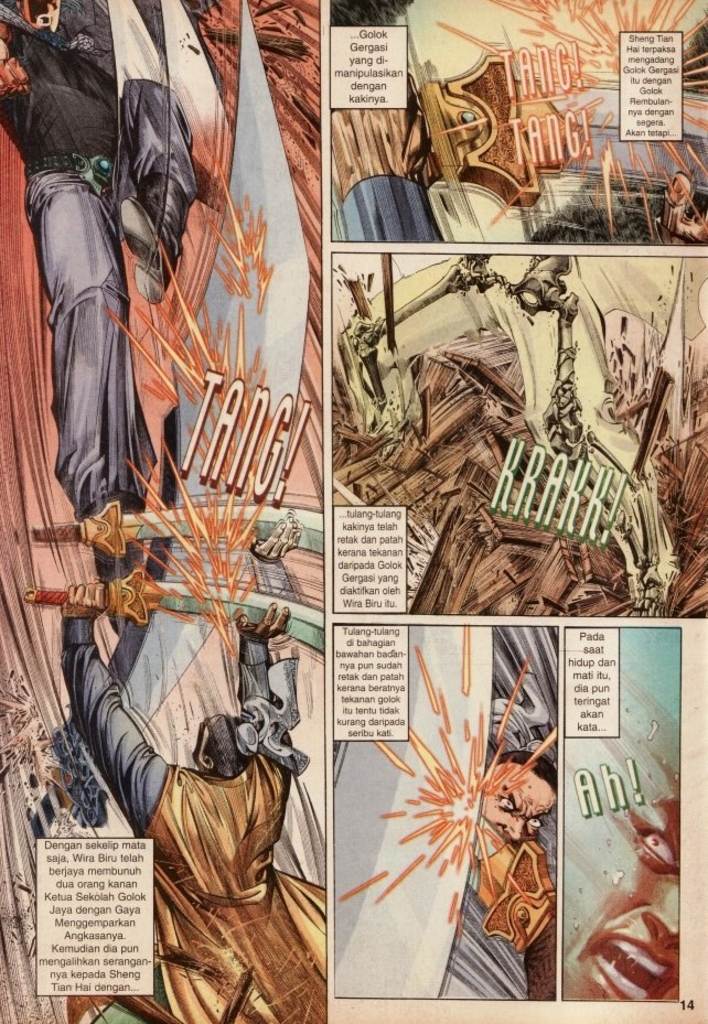 Dengan sekelip mata
saja, Wira Biru telah
berjaya membunuh
dua orang kanan
Ketua Sekolah Golok
Jaya dengan Gaya
Menggemparkan
Angkasanya.
Kemudian dia pun
mengalihkan serangan-
nya kepada Sheng
Tian Hai dengan...
TANG!
...Golok
Gergasi
yang di-
manipulasikan
dengan
kakinya.
TANG!
TANG!
Sheng Tian
Hai terpaksa
mengadang
Golok Gergasi
itu dengan
Golok
Rembulan-
nya dengan
segera.
Akan tetapi...
KRAKK!
...tulang-tulang
kakinya telah
retak dan patah
kerana tekanan
daripada Golok
Gergasi yang
diaktifkan oleh
Wira Biru itu.
Tulang-tulang
di bahagian
bawahan badan-
nya pun sudah
retak dan patah
kerana beratnya
tekanan golok
itu tentu tidak
kurang daripada
seribu kati.
Pada
saat
hidup dan
mati itu,
dia pun
teringat
akan
kata...
Ah!
14